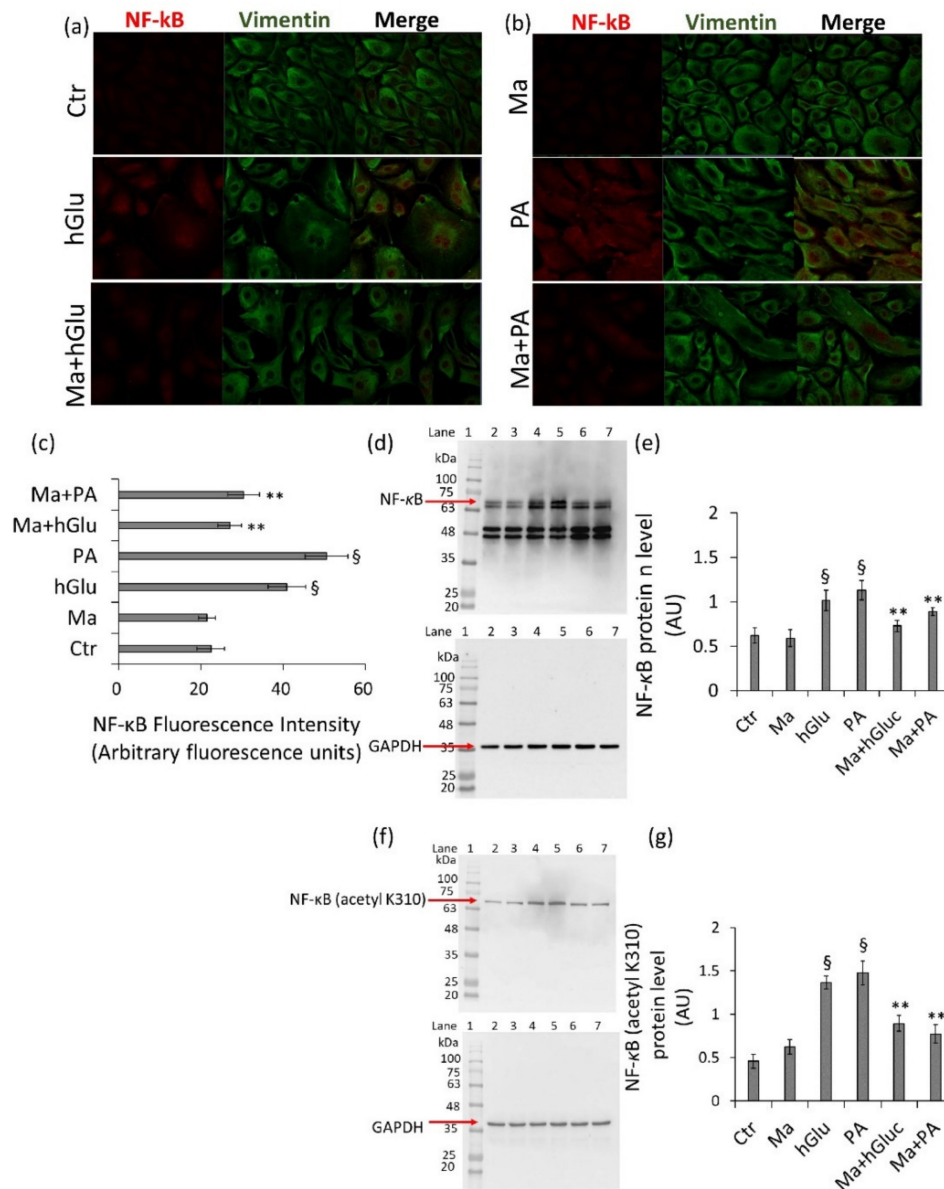 (a)
NF-kB Vimentin Merge
Ctr
hGlu
Ma+hGlu
(b)
NF-kB Vimentin Merge
Ma
PA
Ma+PA
(c)
Ma+PA
**
Ma+hGlu
**
PA
§
hGlu
§
Ma
Ctr
0 20 40 60
NF-κB Fluorescence Intensity
(Arbitrary fluorescence units)
(d)
Lane 1 2 3 4 5 6 7
kDa
100
75
NF-κB
63
48
35
25
20
Lane 1 2 3 4 5 6 7
kDa
100
75
63
48
GAPDH
35
25
20
(e)
NF-κB protein n level
(AU)
2
1.5
1
0.5
0
§ § ** **
Ctr Ma hGlu PA Ma+hGluc Ma+PA
(f)
Lane 1 2 3 4 5 6 7
kDa
100
75
NF-κB (acetyl K310)
63
48
35
25
20
Lane 1 2 3 4 5 6 7
kDa
100
75
63
48
GAPDH
35
25
20
(g)
NF-κB (acetyl K310)
protein level
(AU)
2
1.5
1
0.5
0
§ § ** **
Ctr Ma hGlu PA Ma+hGluc Ma+PA